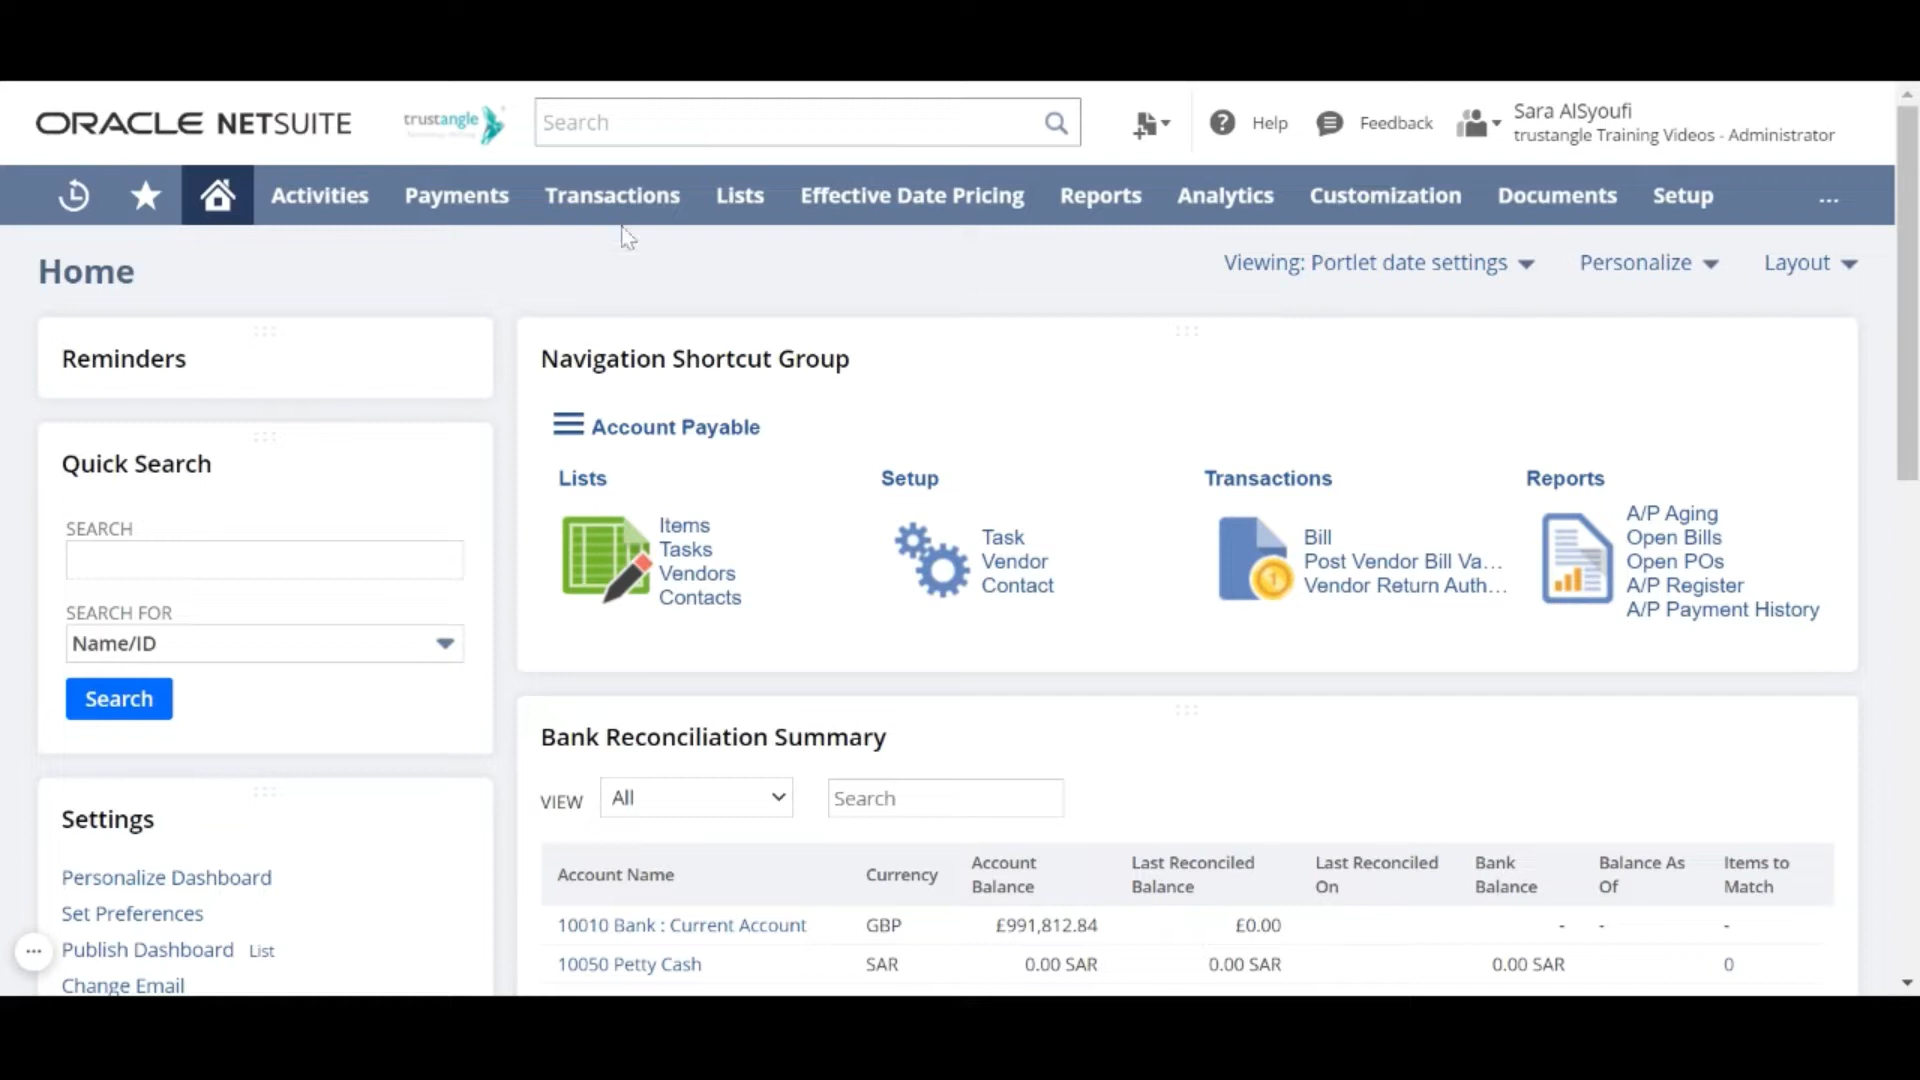 ORACLE NETSUITE
trustangle
Search
Help
Feedback
Sara AlSyoufi
trustangle Training Videos - Administrator
Activities
Payments
Transactions
Lists
Effective Date Pricing
Reports
Analytics
Customization
Documents
Setup
...
Home
Viewing: Portlet date settings
Personalize
Layout
Reminders
Quick Search
SEARCH
SEARCH FOR
Name/ID
Search
Settings
Personalize Dashboard
Set Preferences
Publish Dashboard List
Change Email
Navigation Shortcut Group
Account Payable
Lists
Items
Tasks
Vendors
Contacts
Setup
Task
Vendor
Contact
Transactions
Bill
Post Vendor Bill Va...
Vendor Return Auth...
Reports
A/P Aging
Open Bills
Open POs
A/P Register
A/P Payment History
Bank Reconciliation Summary
VIEW All Search
Account Name Currency Account Balance Last Reconciled Balance Last Reconciled On Bank Balance Balance As Of Items to Match
10010 Bank : Current Account GBP £991,812.84 £0.00 - - -
10050 Petty Cash SAR 0.00 SAR 0.00 SAR 0.00 SAR 0